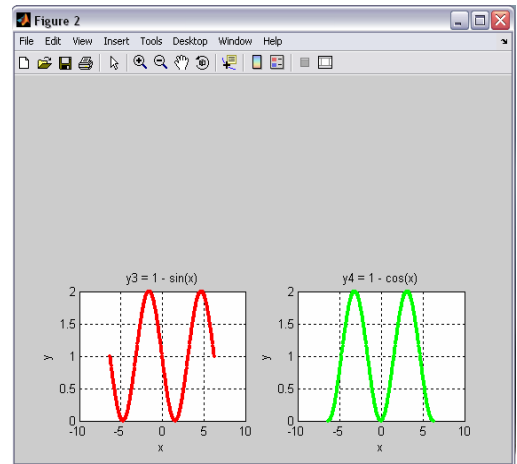 Figure 2
File Edit View Insert Tools Desktop Window Help
y3 = 1 - sin(x)
2
1.5
1
0.5
0
y
-10 -5 0 5 10
x
y4 = 1 - cos(x)
2
1.5
1
0.5
0
y
-10 -5 0 5 10
x